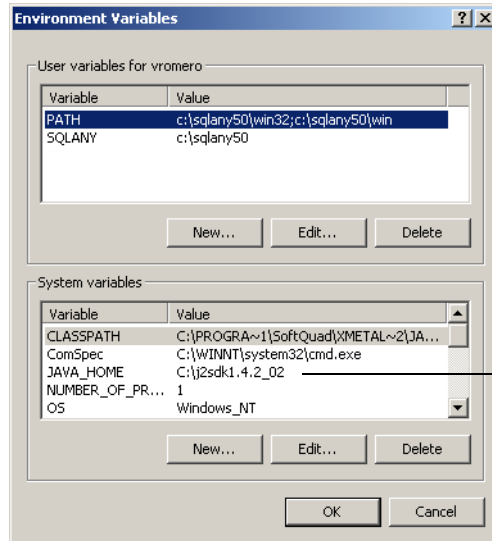 Environment Variables
User variables for vromero
Variable Value
PATH c:\sqlany50\win32;c:\sqlany50\win
SQLANY c:\sqlany50
New... Edit... Delete
System variables
Variable Value
CLASSPATH C:\PROGRA~1\SoftQuad\XMETAL~2\JA...
ComSpec C:\WINNT\system32\cmd.exe
JAVA_HOME C:\j2sdk1.4.2_02
NUMBER_OF_PR... 1
OS Windows_NT
New... Edit... Delete
OK Cancel